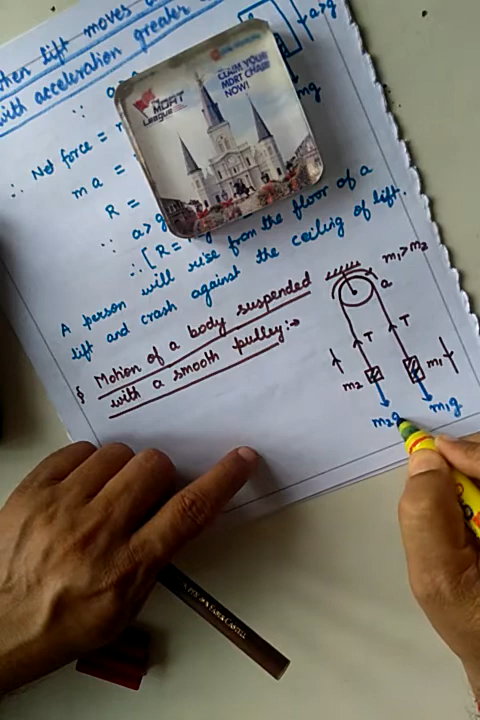 when lift moves
with acceleration greater
a>g
mg
∴ Net force =
ma =
R =
∵ a>g
∴ [R =
A person will rise from the floor of a
lift and crash against the ceiling of lift.
§ Motion of a body suspended
with a smooth pulley:→
m₁>m₂
a
T
T
m₂
m₁
m₂g
m₁g
MDRT
League
CLAIM YOUR
MDRT CHAIR
NOW!